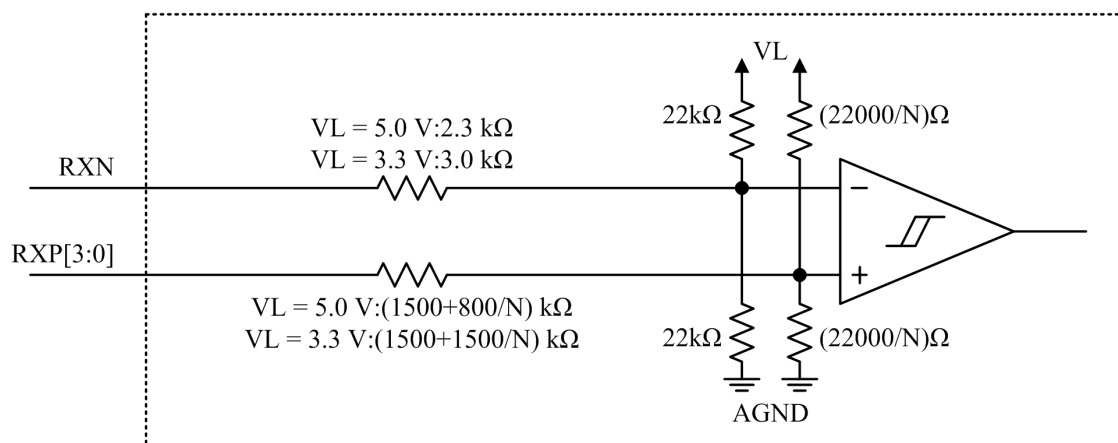 VL
22kΩ
(22000/N)Ω
VL = 5.0 V:2.3 kΩ
VL = 3.3 V:3.0 kΩ
RXN
−
RXP[3:0]
+
VL = 5.0 V:(1500+800/N) kΩ
VL = 3.3 V:(1500+1500/N) kΩ
22kΩ
(22000/N)Ω
AGND